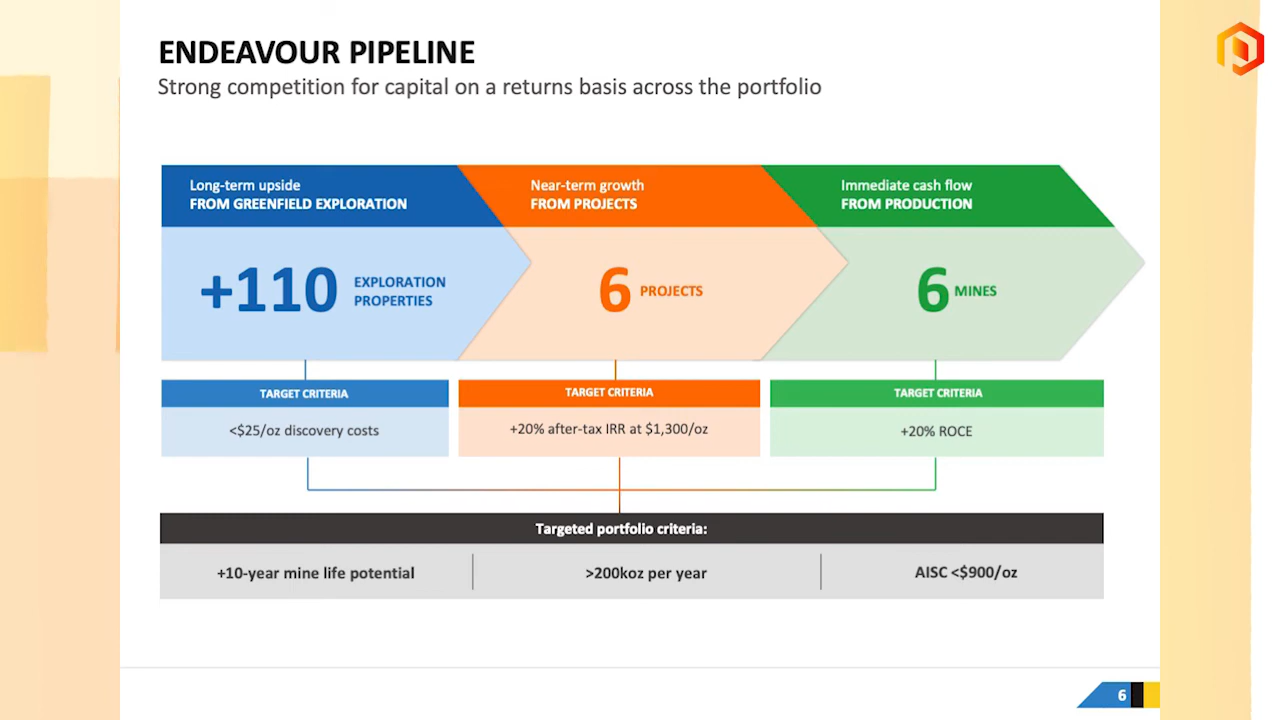 ENDEAVOUR PIPELINE
Strong competition for capital on a returns basis across the portfolio
Long-term upside
FROM GREENFIELD EXPLORATION
Near-term growth
FROM PROJECTS
Immediate cash flow
FROM PRODUCTION
+110 EXPLORATION
PROPERTIES
6 PROJECTS
6 MINES
TARGET CRITERIA
<$25/oz discovery costs
TARGET CRITERIA
+20% after-tax IRR at $1,300/oz
TARGET CRITERIA
+20% ROCE
Targeted portfolio criteria:
+10-year mine life potential
>200koz per year
AISC <$900/oz
6